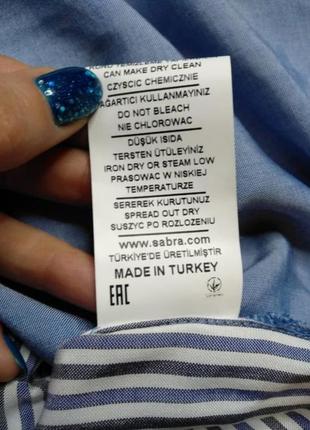 CAN MAKE DRY CLEAN
CZYSCIC CHEMICZNIE
AĞARTICI KULLANMAYINIZ
DO NOT BLEACH
NIE CHLOROWAC
DÜŞÜK ISIDA
TERSTEN ÜTÜLEYİNİZ
IRON DRY OR STEAM LOW
PRASOWAC W NISKIEJ
TEMPERATURZE
SEREREK KURUTUNUZ
SPREAD OUT DRY
SUSZYC PO ROZLOZENIU
www.sabra.com
TÜRKİYE'DE ÜRETİLMİŞTİR
MADE IN TURKEY
EAC